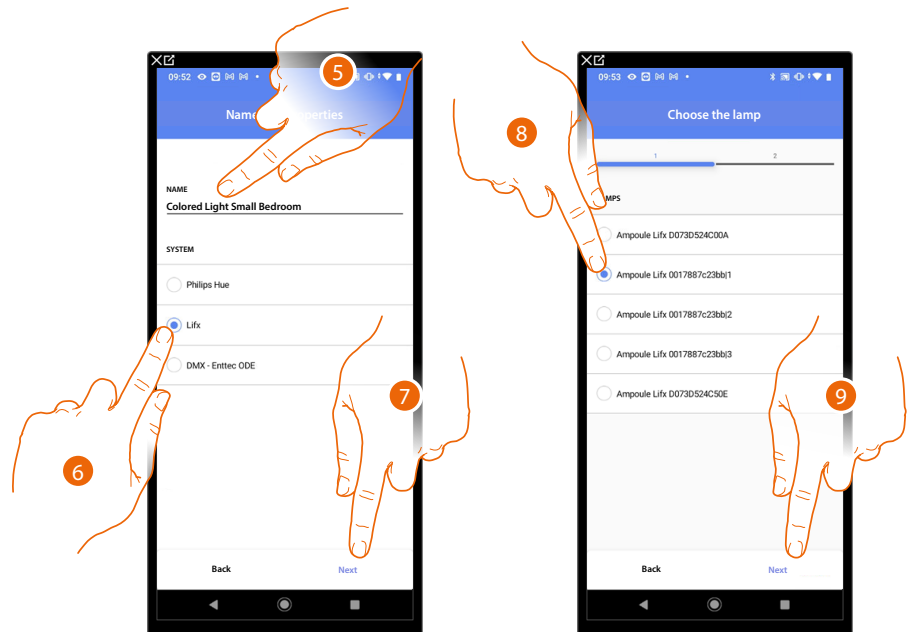 5
09:52
Name erties
NAME
Colored Light Small Bedroom
SYSTEM
Philips Hue
Lifx
DMX - Enttec ODE
6
7
Back Next
8
09:53
Choose the lamp
1 2
MPS
Ampoule Lifx D073D524C00A
Ampoule Lifx 0017887c23bb|1
Ampoule Lifx 0017887c23bb|2
Ampoule Lifx 0017887c23bb|3
Ampoule Lifx D073D524C50E
9
Back Next